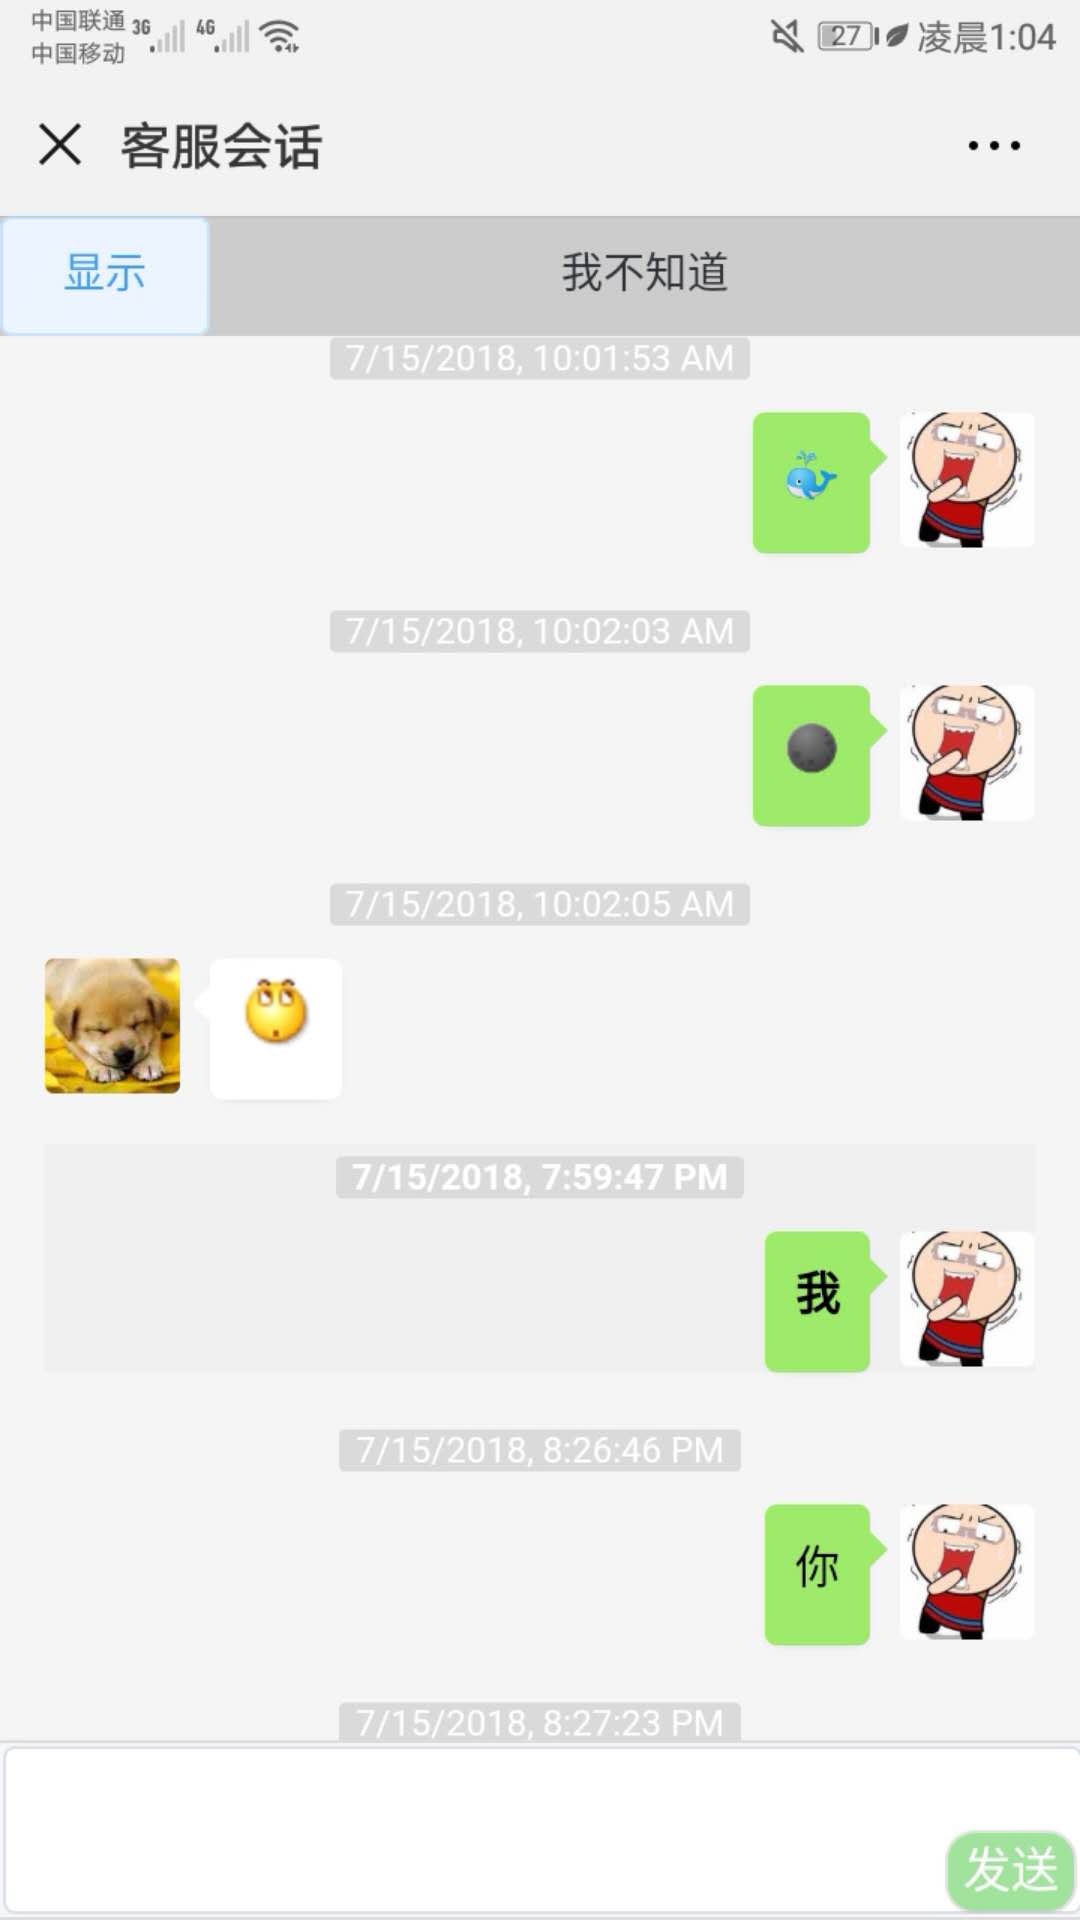 中国联通 3G 4G 27 凌晨1:04
中国移动
客服会话
显示 我不知道
7/15/2018, 10:01:53 AM
7/15/2018, 10:02:03 AM
7/15/2018, 10:02:05 AM
7/15/2018, 7:59:47 PM
我
7/15/2018, 8:26:46 PM
你
7/15/2018, 8:27:23 PM
发送